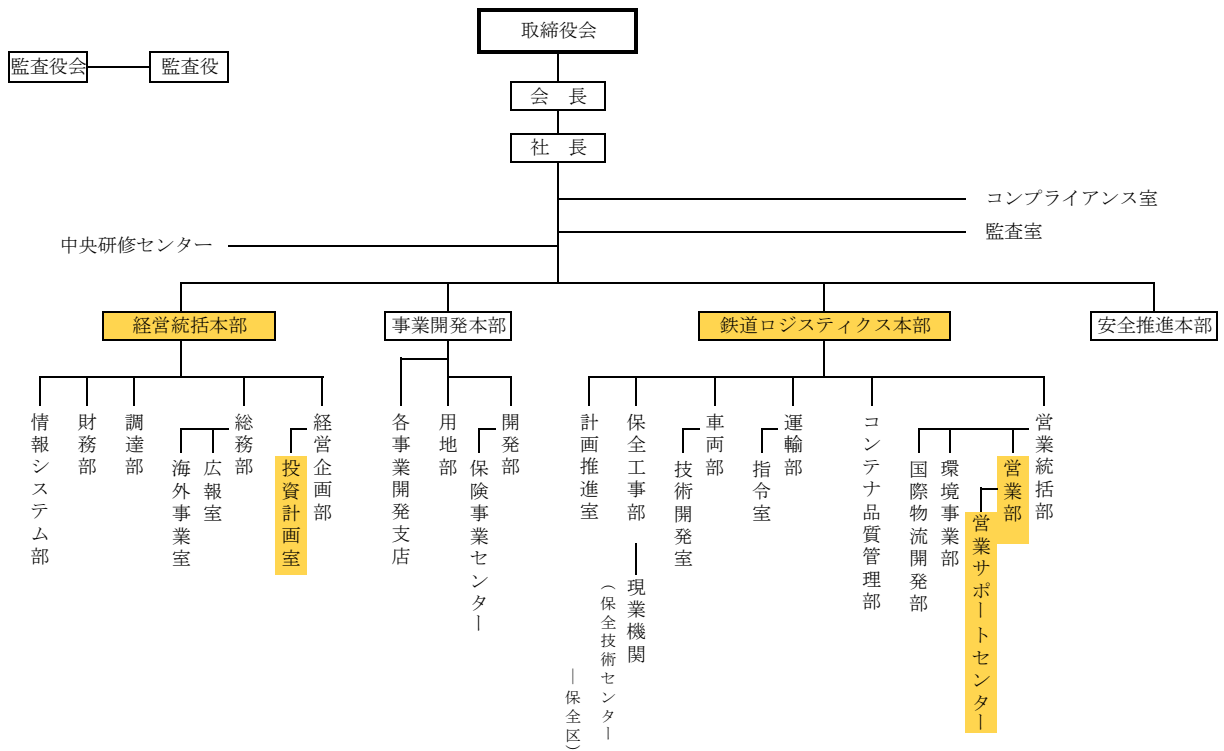 取締役会
監査役会
監査役
会　長
社　長
コンプライアンス室
監査室
中央研修センター
経営統括本部
事業開発本部
鉄道ロジスティクス本部
安全推進本部
情報システム部
財務部
調達部
総務部
海外事業室
広報室
経営企画部
投資計画室
各事業開発支店
用地部
開発部
保険事業センター
計画推進室
保全工事部
現業機関
（保全技術センター
―保全区）
車両部
技術開発室
運輸部
指令室
コンテナ品質管理部
営業統括部
国際物流開発部
環境事業部
営業部
営業サポートセンター